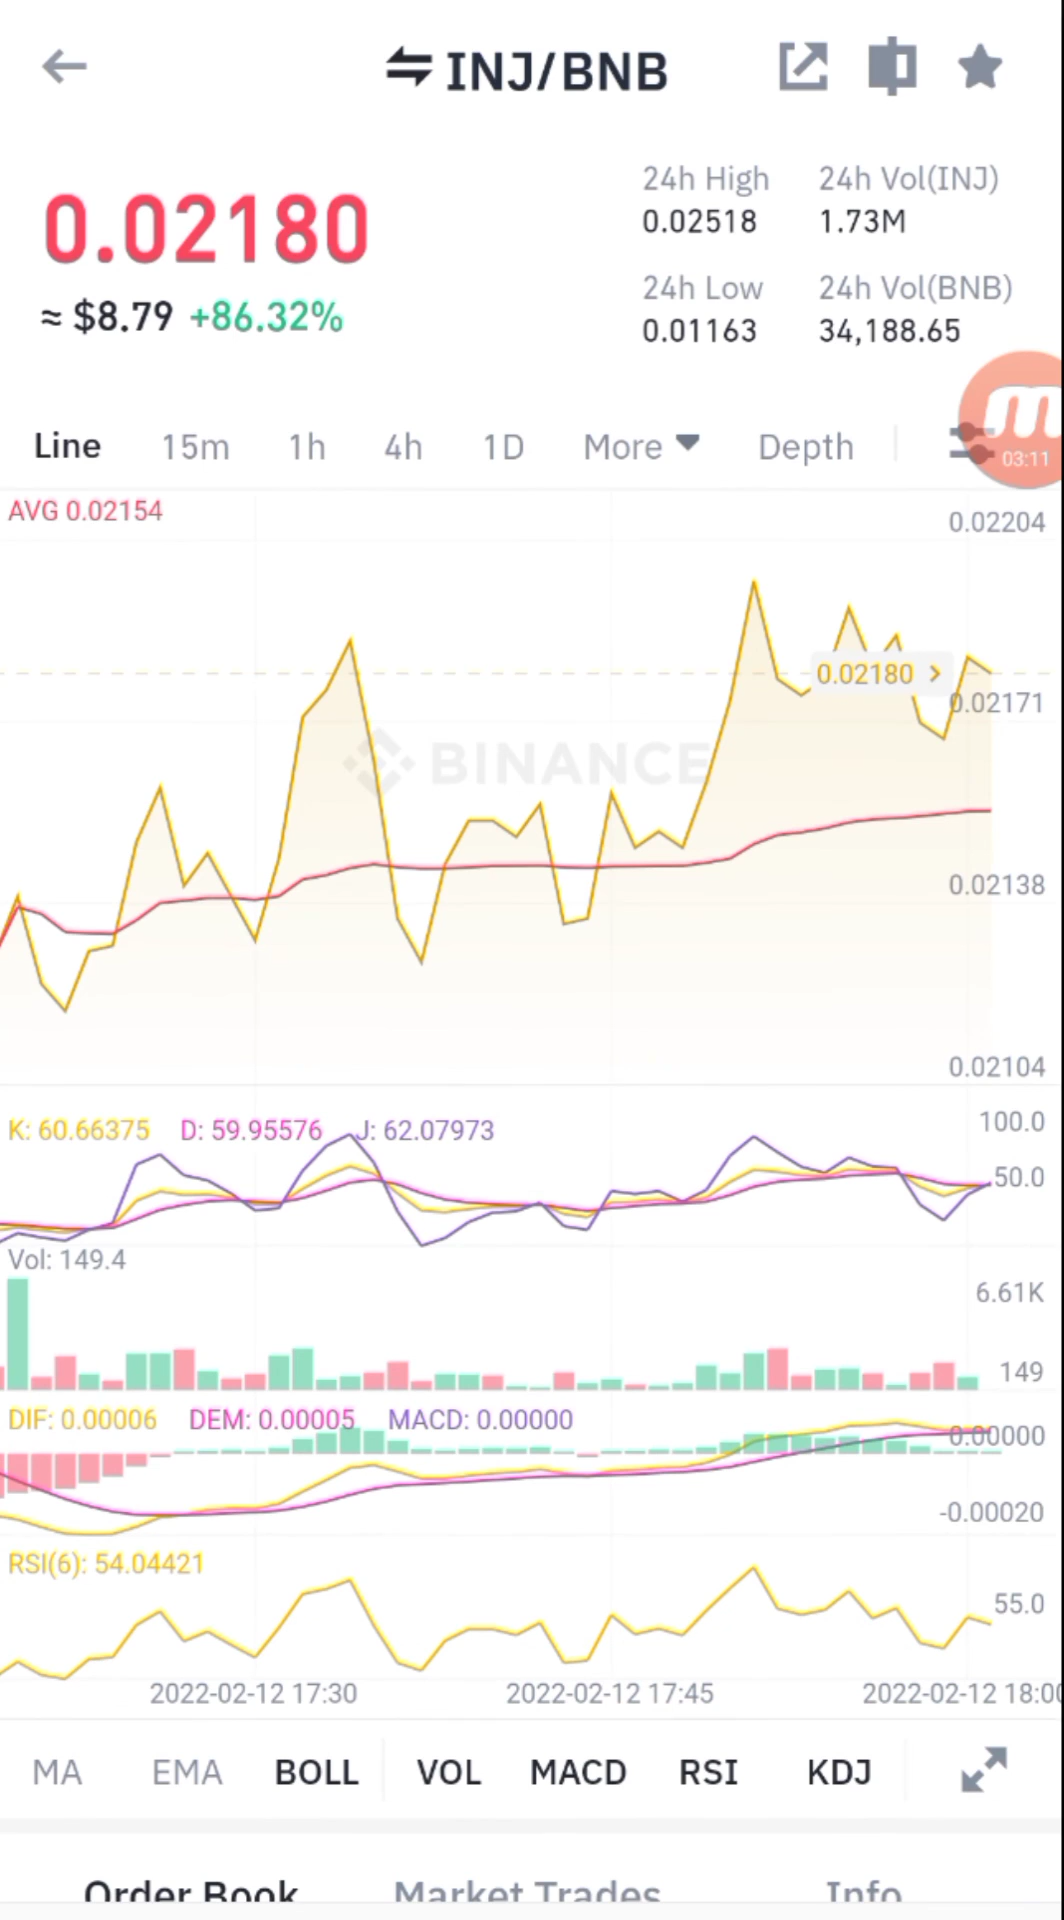 INJ/BNB
24h High
24h Vol(INJ)
0.02180
0.02518
1.73M
≈ $8.79 +86.32%
24h Low
24h Vol(BNB)
0.01163
34,188.65
Line 15m 1h 4h 1D More Depth
03:11
AVG 0.02154
0.02204
0.02180
0.02171
BINANCE
0.02138
0.02104
K: 60.66375 D: 59.95576 J: 62.07973
100.0
50.0
Vol: 149.4
6.61K
149
DIF: 0.00006 DEM: 0.00005 MACD: 0.00000
0.00000
-0.00020
RSI(6): 54.04421
55.0
2022-02-12 17:30 2022-02-12 17:45 2022-02-12 18:00
MA EMA BOLL VOL MACD RSI KDJ
Order Book Market Trades Info